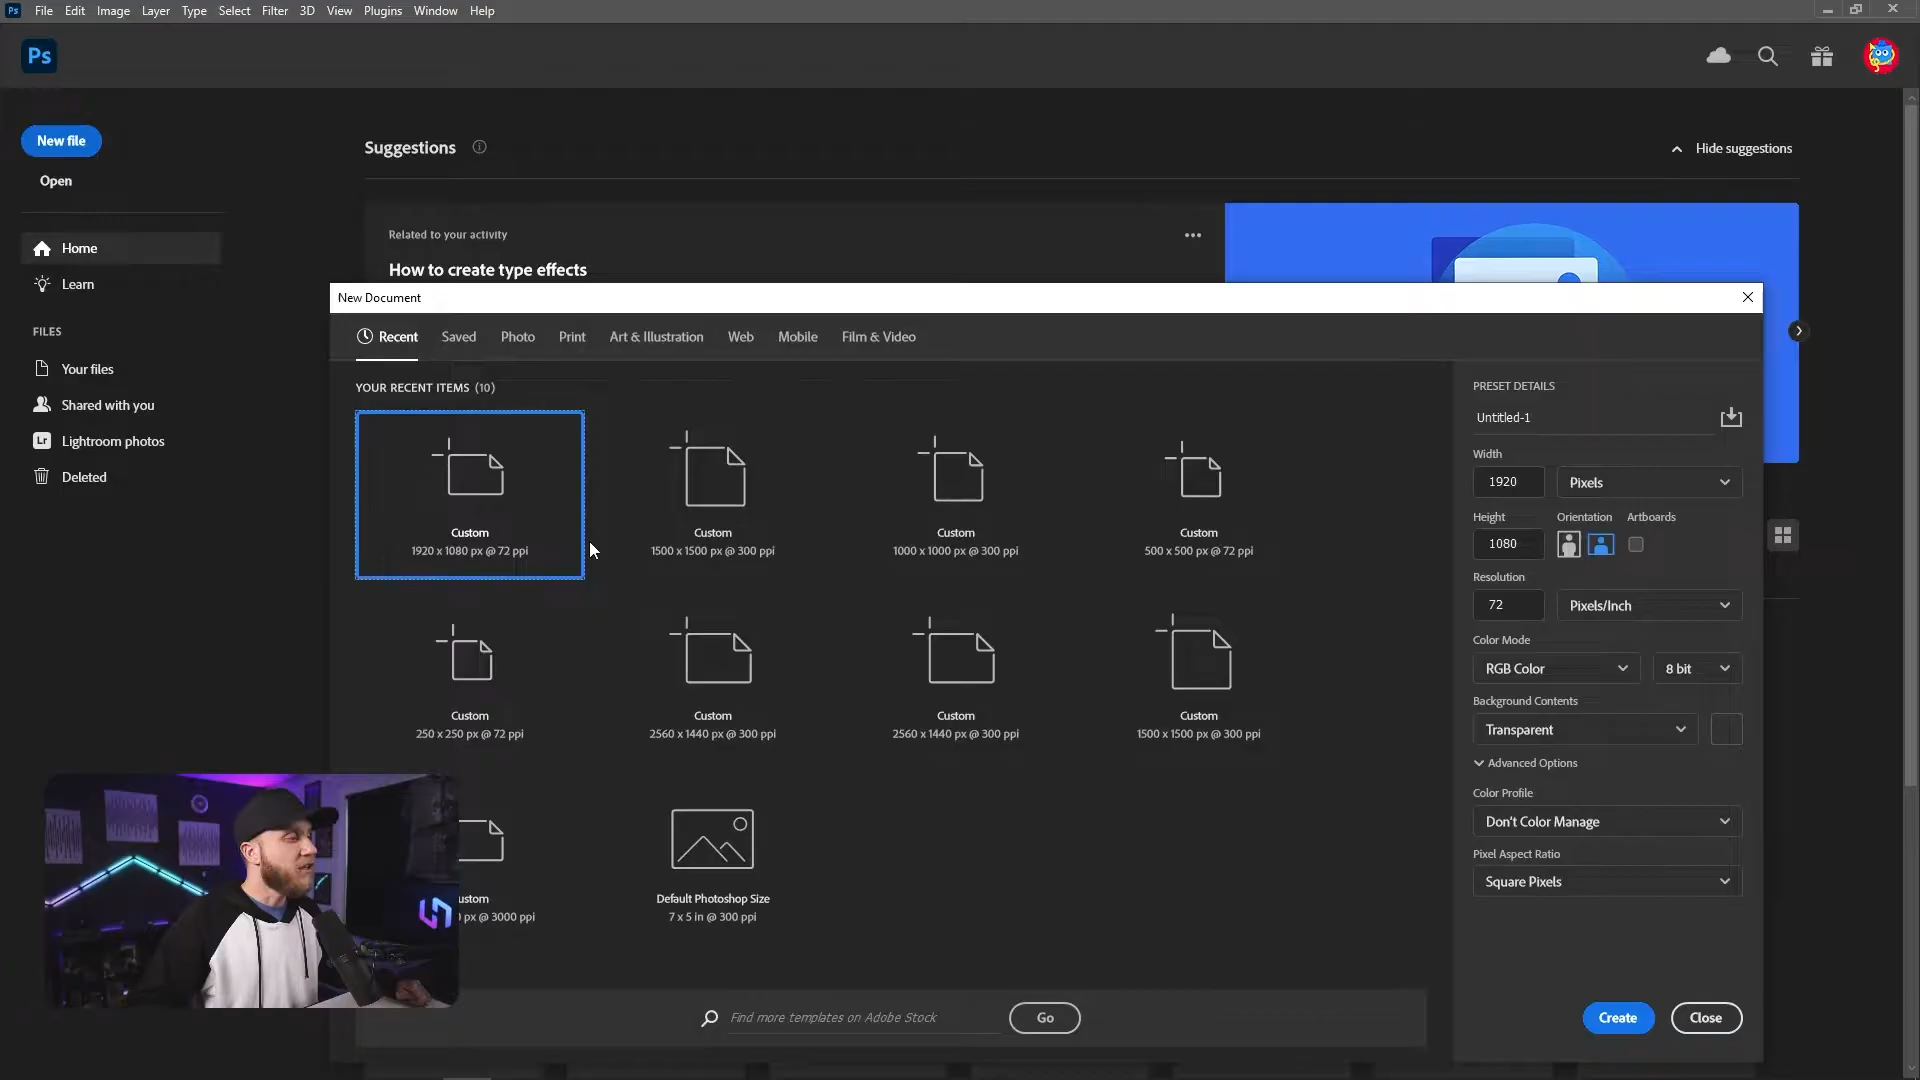 Ps File Edit Image Layer Type Select Filter 3D View Plugins Window Help
Ps
New file
Open
Home
Learn
FILES
Your files
Shared with you
Lr Lightroom photos
Deleted
Suggestions
Hide suggestions
Related to your activity
How to create type effects
New Document
Recent Saved Photo Print Art & Illustration Web Mobile Film & Video
YOUR RECENT ITEMS (10)
Custom
1920 x 1080 px @ 72 ppi
Custom
1500 x 1500 px @ 300 ppi
Custom
1000 x 1000 px @ 300 ppi
Custom
500 x 500 px @ 72 ppi
Custom
250 x 250 px @ 72 ppi
Custom
2560 x 1440 px @ 300 ppi
Custom
2560 x 1440 px @ 300 ppi
Custom
1500 x 1500 px @ 300 ppi
ustom
px @ 3000 ppi
Default Photoshop Size
7 x 5 in @ 300 ppi
Find more templates on Adobe Stock
Go
PRESET DETAILS
Untitled-1
Width
1920 Pixels
Height Orientation Artboards
1080
Resolution
72 Pixels/Inch
Color Mode
RGB Color 8 bit
Background Contents
Transparent
Advanced Options
Color Profile
Don't Color Manage
Pixel Aspect Ratio
Square Pixels
Create Close